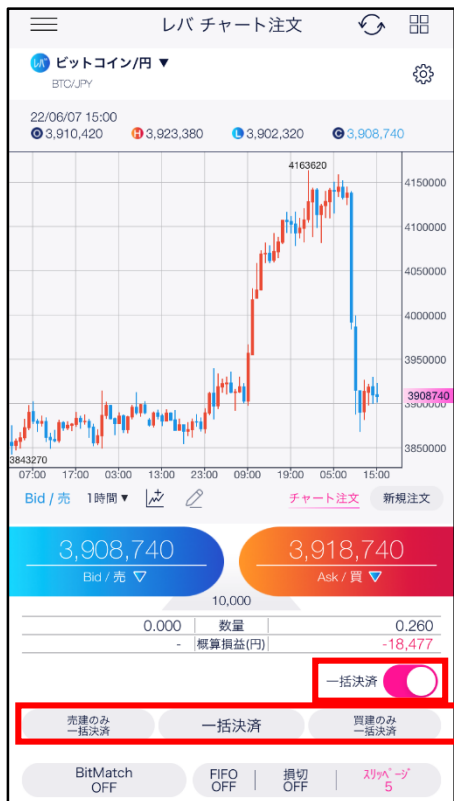 レバ チャート注文
レバ ビットコイン/円 ▼
BTC/JPY
22/06/07 15:00
O 3,910,420 H 3,923,380 L 3,902,320 C 3,908,740
4163620
4150000
4100000
4050000
4000000
3950000
3908740
3900000
3850000
3843270
07:00 17:00 03:00 13:00 23:00 09:00 19:00 05:00 15:00
Bid / 売 1時間 ▼ チャート注文 新規注文
3,908,740 3,918,740
Bid / 売 ▽ Ask / 買 ▼
10,000
0.000 数量 0.260
- 概算損益(円) -18,477
一括決済
売建のみ
一括決済
一括決済
買建のみ
一括決済
BitMatch
OFF
FIFO
OFF
損切
OFF
スリッページ
5